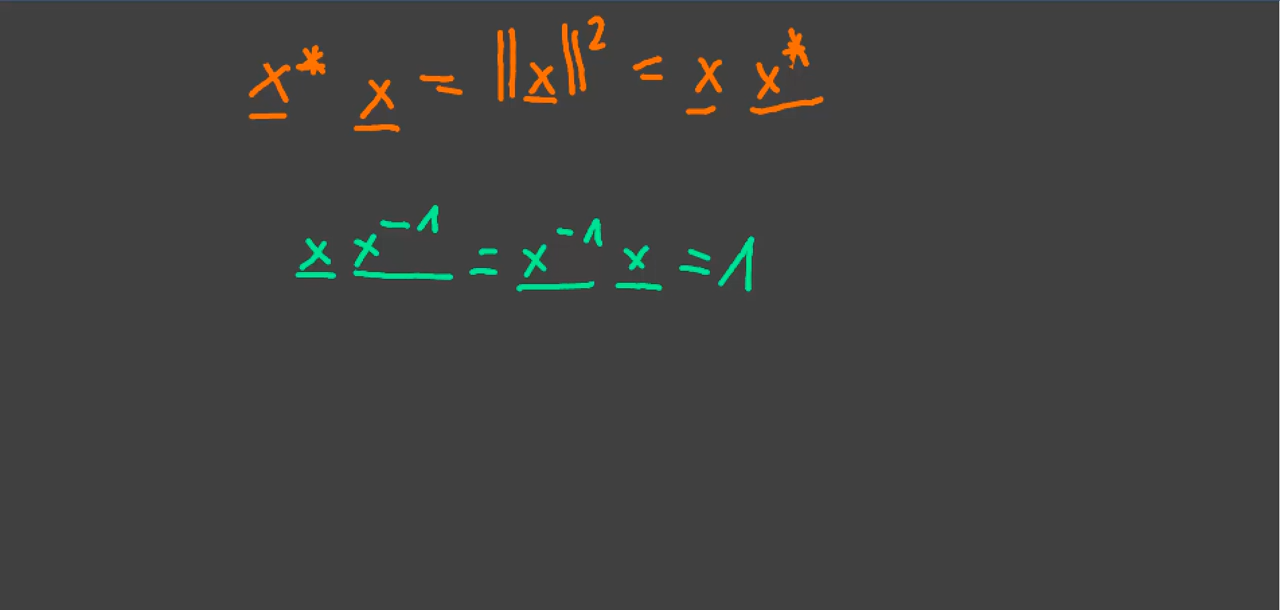 x* x = ||x||² = x x*
x x⁻¹ = x⁻¹ x = 1